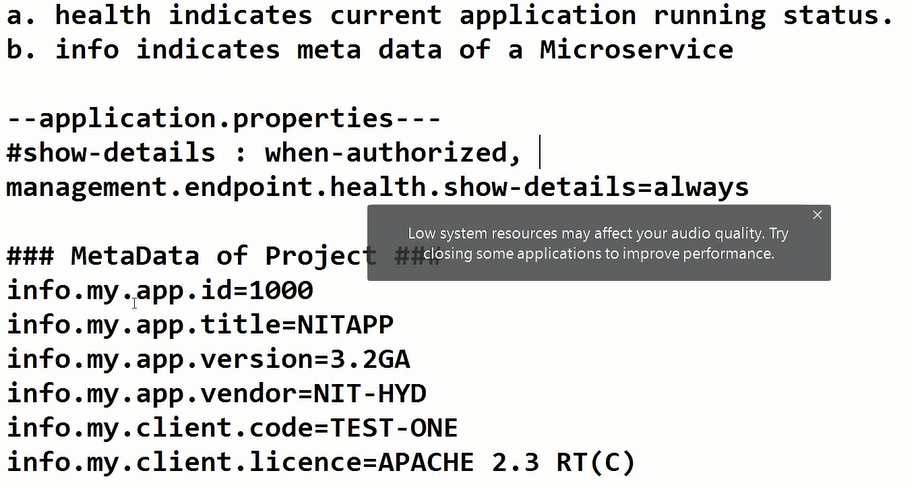 a. health indicates current application running status.
b. info indicates meta data of a Microservice
--application.properties---
#show-details : when-authorized,
management.endpoint.health.show-details=always
### MetaData of Project ###
info.my.app.id=1000
info.my.app.title=NITAPP
info.my.app.version=3.2GA
info.my.app.vendor=NIT-HYD
info.my.client.code=TEST-ONE
info.my.client.licence=APACHE 2.3 RT(C)
Low system resources may affect your audio quality. Try
closing some applications to improve performance.